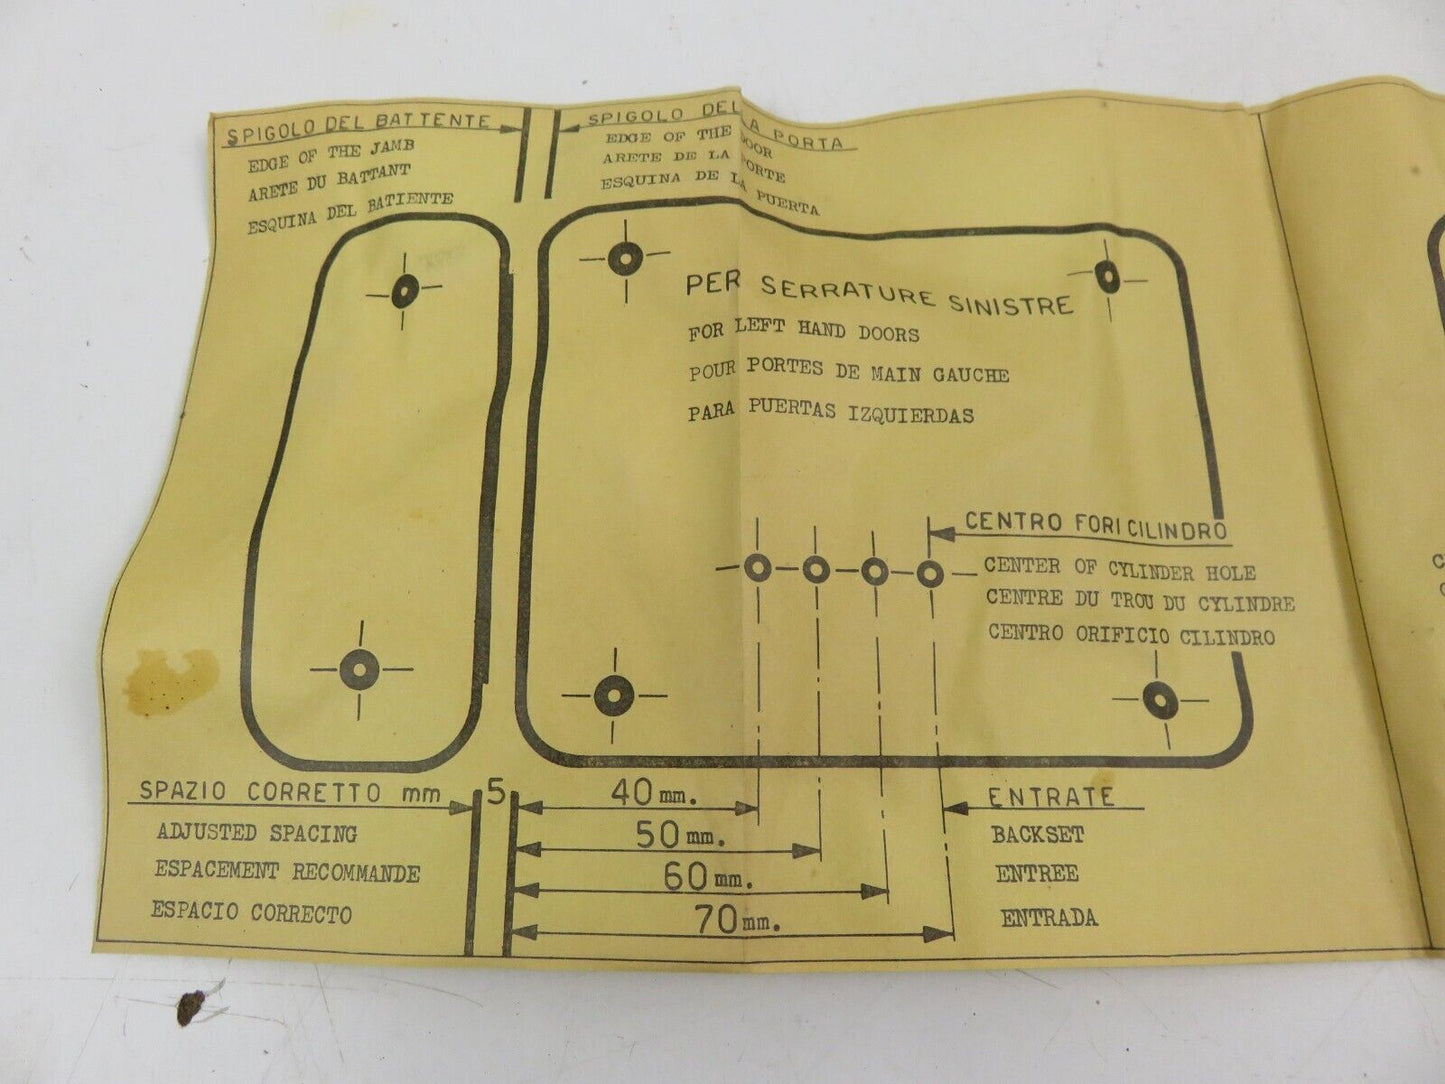 SPIGOLO DEL BATTENTE
EDGE OF THE JAMB
ARETE DU BATTANT
ESQUINA DEL BATIENTE
SPIGOLO DELLA PORTA
EDGE OF THE DOOR
ARETE DE LA PORTE
ESQUINA DE LA PUERTA
PER SERRATURE SINISTRE
FOR LEFT HAND DOORS
POUR PORTES DE MAIN GAUCHE
PARA PUERTAS IZQUIERDAS
CENTRO FORI CILINDRO
CENTER OF CYLINDER HOLE
CENTRE DU TROU DU CYLINDRE
CENTRO ORIFICIO CILINDRO
SPAZIO CORRETTO mm
5
ADJUSTED SPACING
ESPACEMENT RECOMMANDE
ESPACIO CORRECTO
40 mm.
50 mm.
60 mm.
70 mm.
ENTRATE
BACKSET
ENTREE
ENTRADA